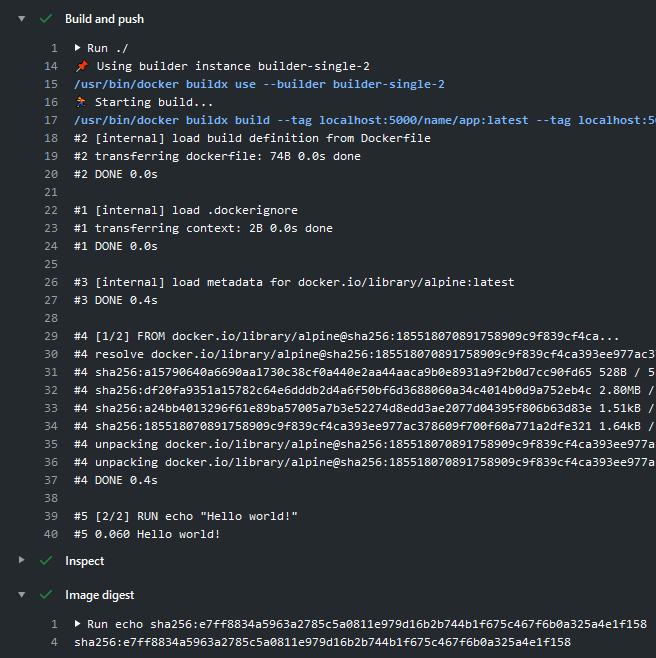 Build and push
1 Run ./
14 📌 Using builder instance builder-single-2
15 /usr/bin/docker buildx use --builder builder-single-2
16 🏃 Starting build...
17 /usr/bin/docker buildx build --tag localhost:5000/name/app:latest --tag localhost:50
18 #2 [internal] load build definition from Dockerfile
19 #2 transferring dockerfile: 74B 0.0s done
20 #2 DONE 0.0s
21
22 #1 [internal] load .dockerignore
23 #1 transferring context: 2B 0.0s done
24 #1 DONE 0.0s
25
26 #3 [internal] load metadata for docker.io/library/alpine:latest
27 #3 DONE 0.4s
28
29 #4 [1/2] FROM docker.io/library/alpine@sha256:185518070891758909c9f839cf4ca...
30 #4 resolve docker.io/library/alpine@sha256:185518070891758909c9f839cf4ca393ee977ac37
31 #4 sha256:a15790640a6690aa1730c38cf0a440e2aa44aaca9b0e8931a9f2b0d7cc90fd65 528B / 5
32 #4 sha256:df20fa9351a15782c64e6dddb2d4a6f50bf6d3688060a34c4014b0d9a752eb4c 2.80MB /
33 #4 sha256:a24bb4013296f61e89ba57005a7b3e52274d8edd3ae2077d04395f806b63d83e 1.51kB /
34 #4 sha256:185518070891758909c9f839cf4ca393ee977ac378609f700f60a771a2dfe321 1.64kB /
35 #4 unpacking docker.io/library/alpine@sha256:185518070891758909c9f839cf4ca393ee977a
36 #4 unpacking docker.io/library/alpine@sha256:185518070891758909c9f839cf4ca393ee977a
37 #4 DONE 0.4s
38
39 #5 [2/2] RUN echo "Hello world!"
40 #5 0.060 Hello world!
Inspect
Image digest
1 Run echo sha256:e7ff8834a5963a2785c5a0811e979d16b2b744b1f675c467f6b0a325a4e1f158
4 sha256:e7ff8834a5963a2785c5a0811e979d16b2b744b1f675c467f6b0a325a4e1f158